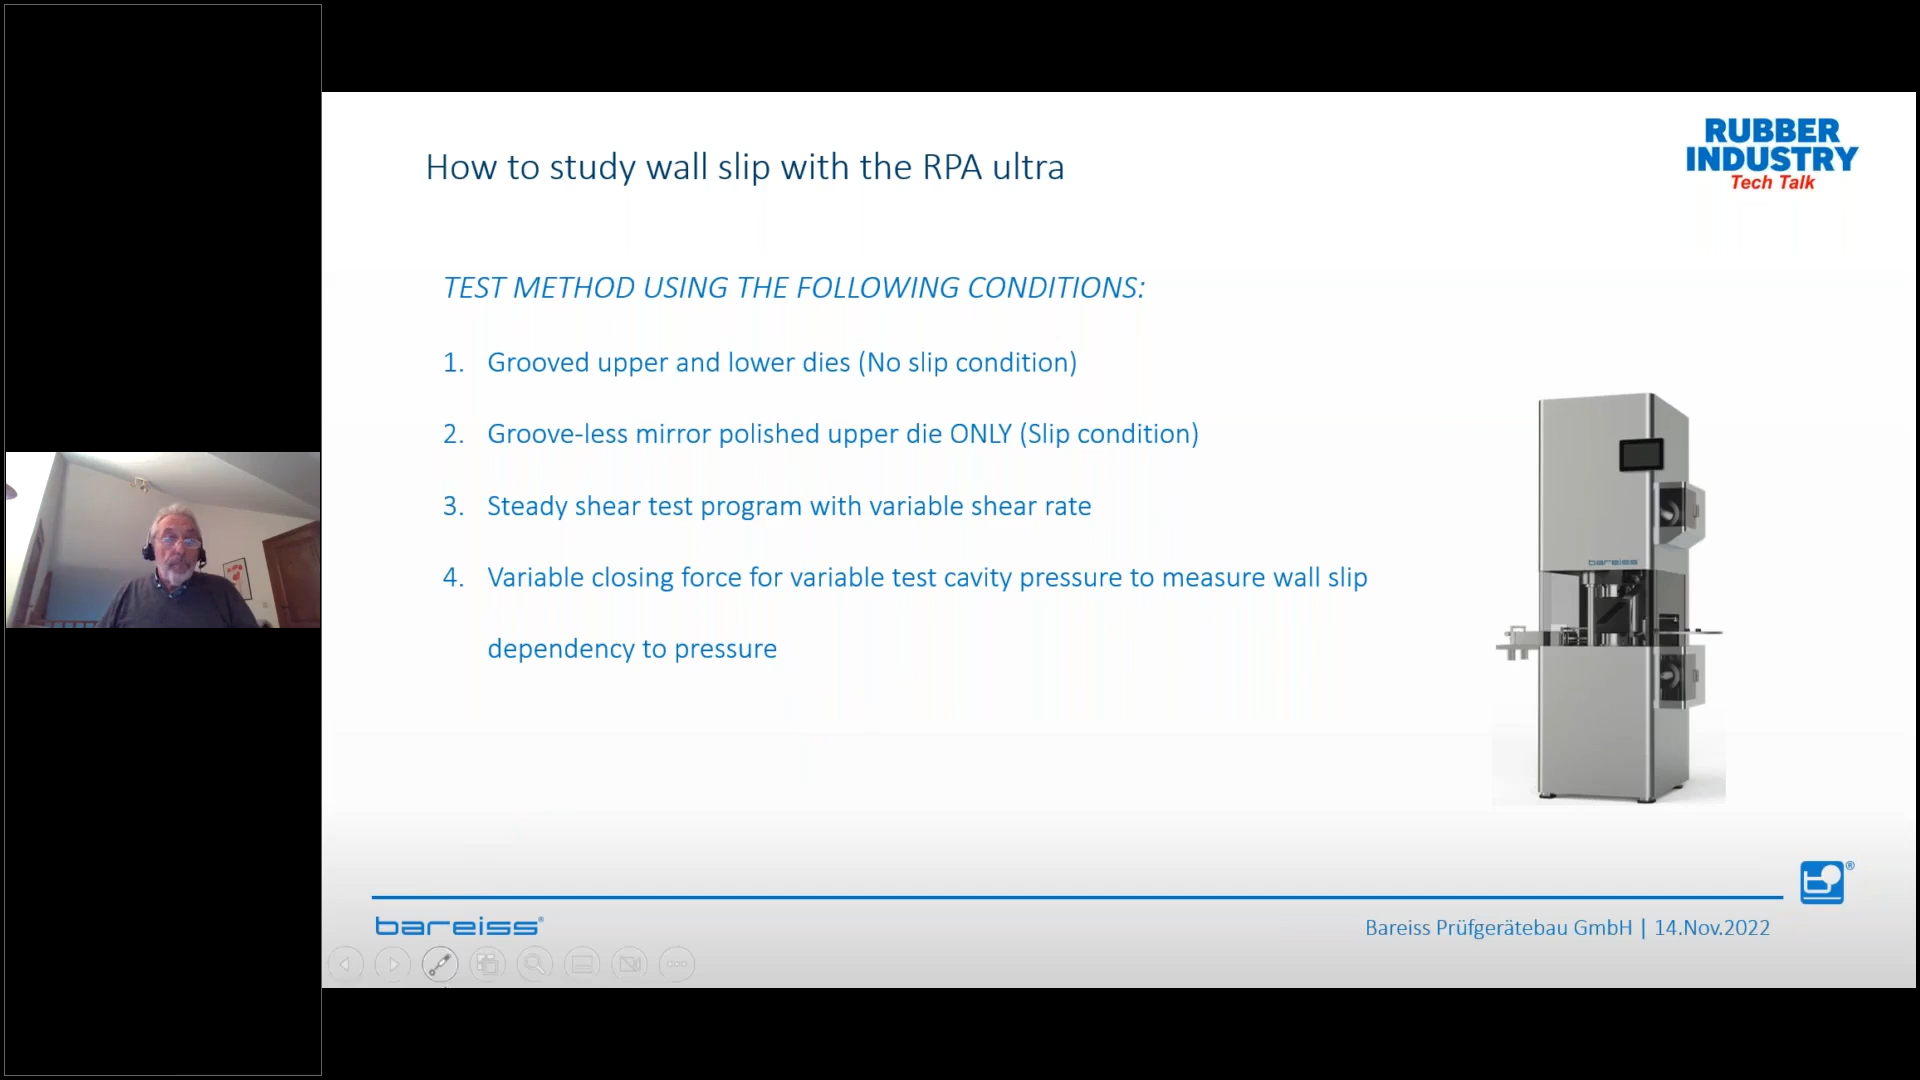 RUBBER
INDUSTRY
Tech Talk
How to study wall slip with the RPA ultra
TEST METHOD USING THE FOLLOWING CONDITIONS:
1. Grooved upper and lower dies (No slip condition)
2. Groove-less mirror polished upper die ONLY (Slip condition)
3. Steady shear test program with variable shear rate
4. Variable closing force for variable test cavity pressure to measure wall slip
dependency to pressure
bareiss
®
bareiss®
Bareiss Prüfgerätebau GmbH | 14.Nov.2022